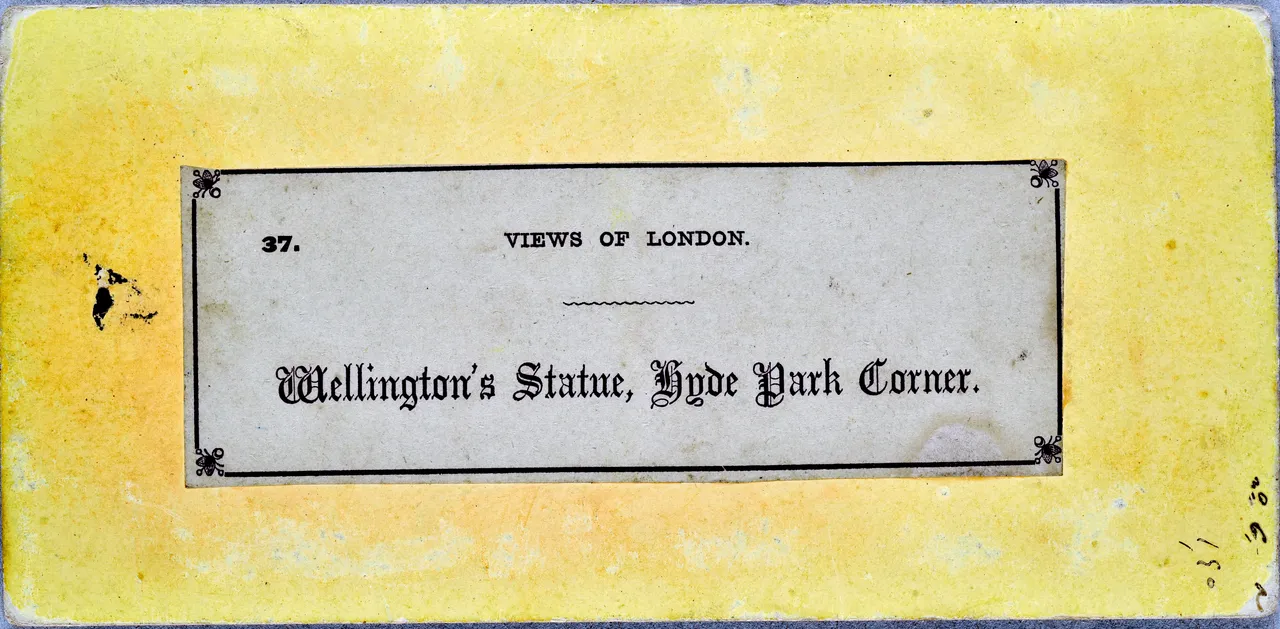 37. VIEWS OF LONDON.
Wellington's Statue, Hyde Park Corner.